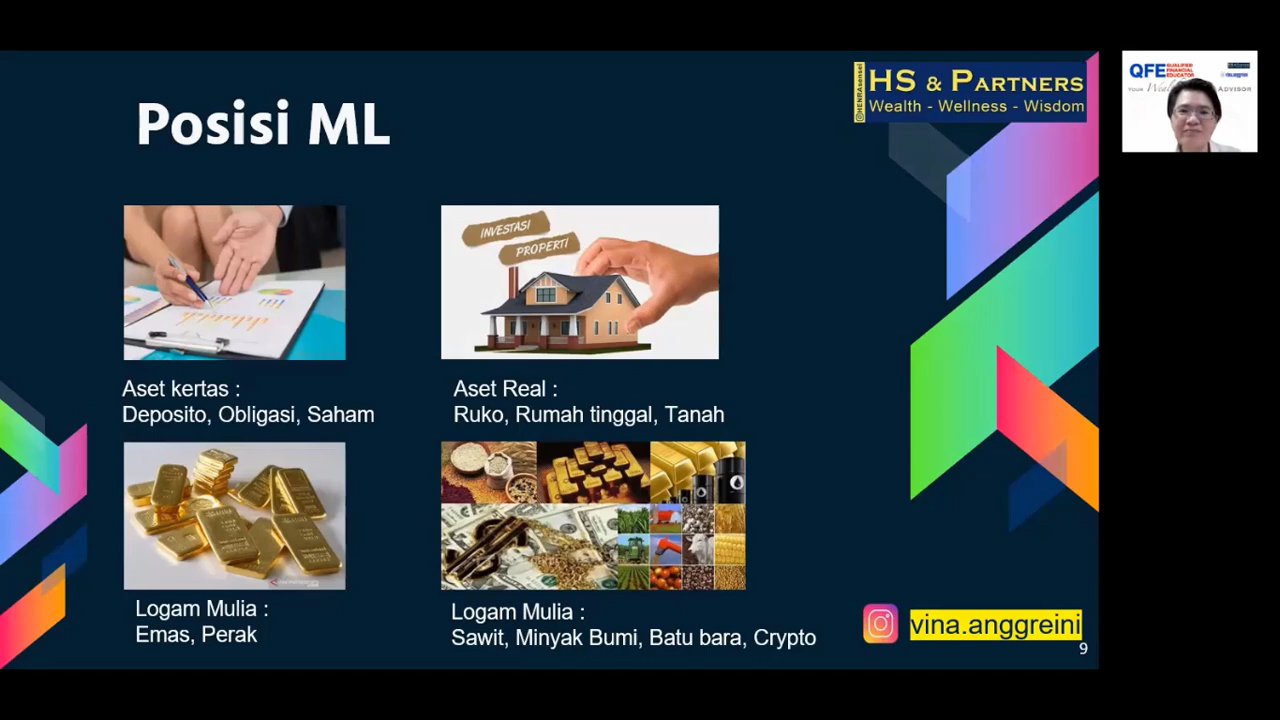 Posisi ML
@HENRAsensei
HS & PARTNERS
Wealth - Wellness - Wisdom
QFE QUALIFIED
FINANCIAL
EDUCATOR
YOUR
ADVISOR
INVESTASI
PROPERTI
Aset kertas :
Deposito, Obligasi, Saham
Aset Real :
Ruko, Rumah tinggal, Tanah
Logam Mulia :
Emas, Perak
Logam Mulia :
Sawit, Minyak Bumi, Batu bara, Crypto
vina.anggreini
9